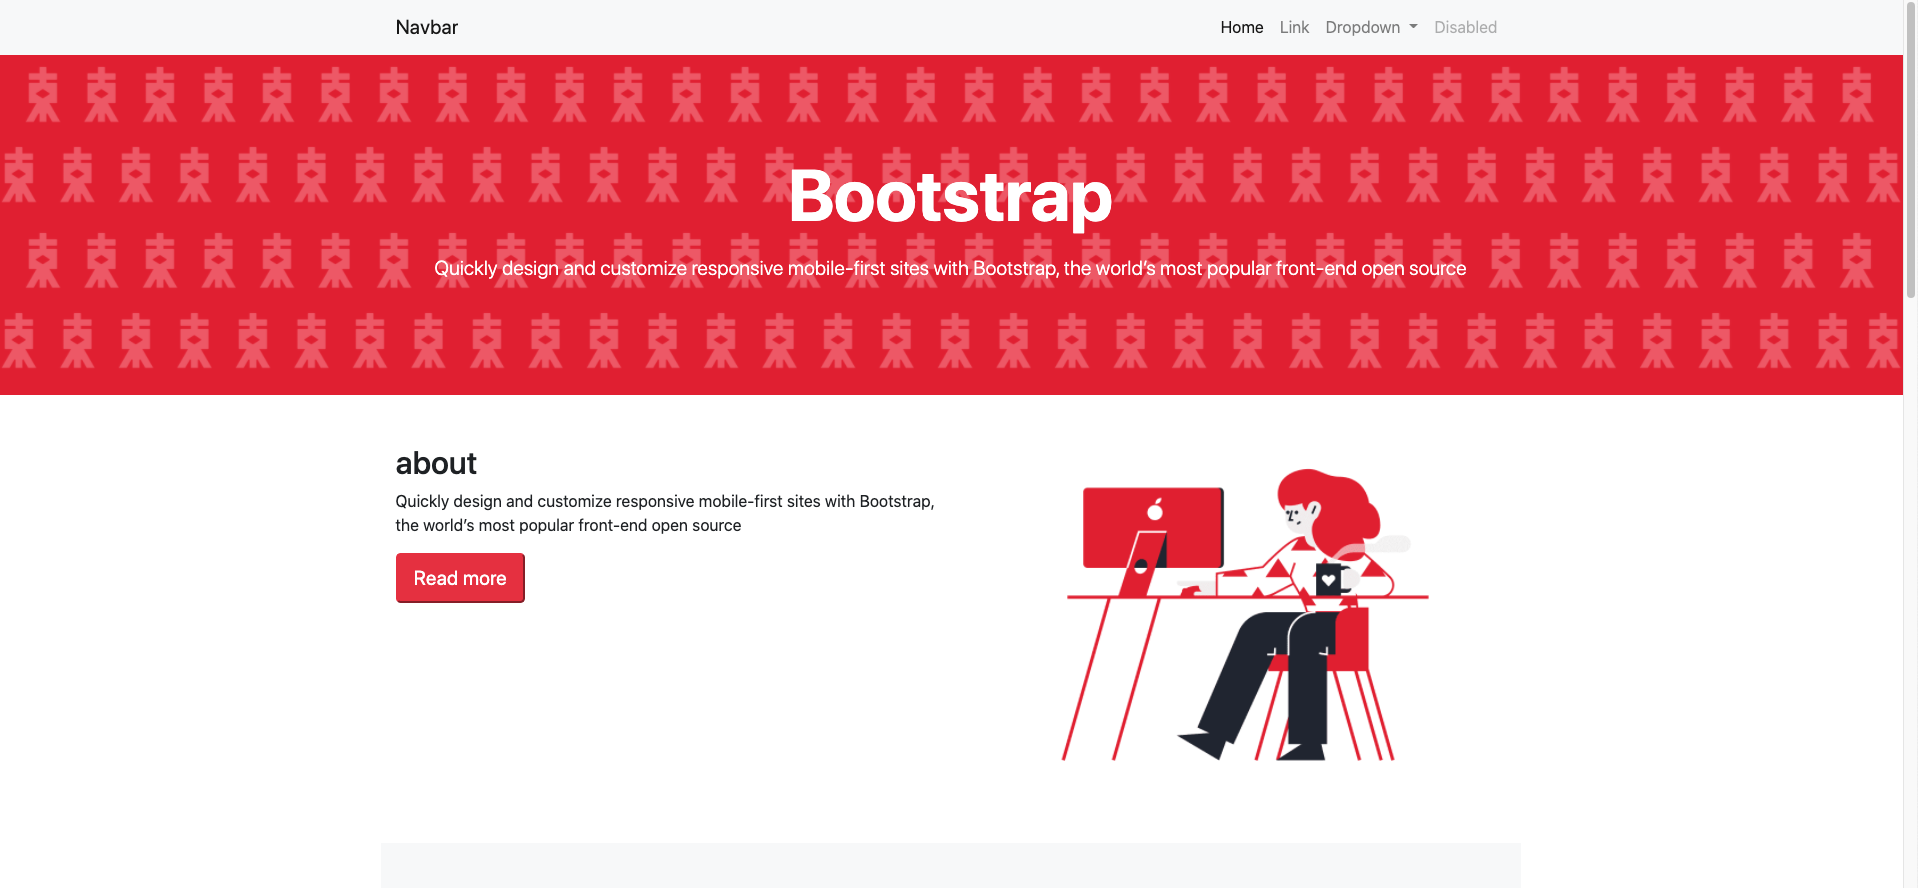 Navbar
Home Link Dropdown Disabled
Bootstrap
Quickly design and customize responsive mobile-first sites with Bootstrap, the world’s most popular front-end open source
about
Quickly design and customize responsive mobile-first sites with Bootstrap,
the world’s most popular front-end open source
Read more